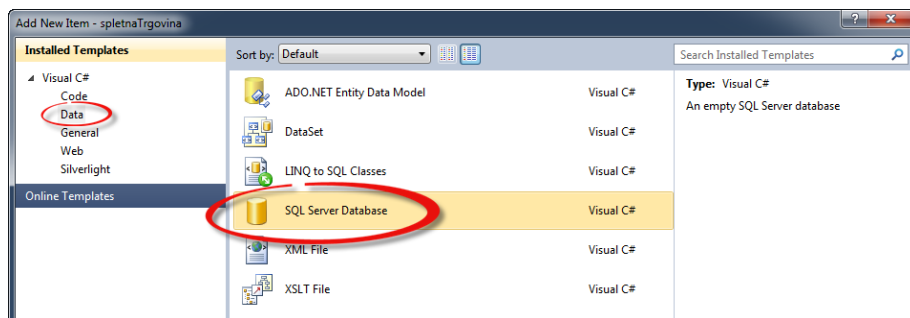 Add New Item - spletnaTrgovina
Installed Templates
Visual C#
Code
Data
General
Web
Silverlight
Online Templates
Sort by: Default
ADO.NET Entity Data Model Visual C#
DataSet Visual C#
LINQ to SQL Classes Visual C#
SQL Server Database Visual C#
XML File Visual C#
XSLT File Visual C#
Search Installed Templates
Type: Visual C#
An empty SQL Server database